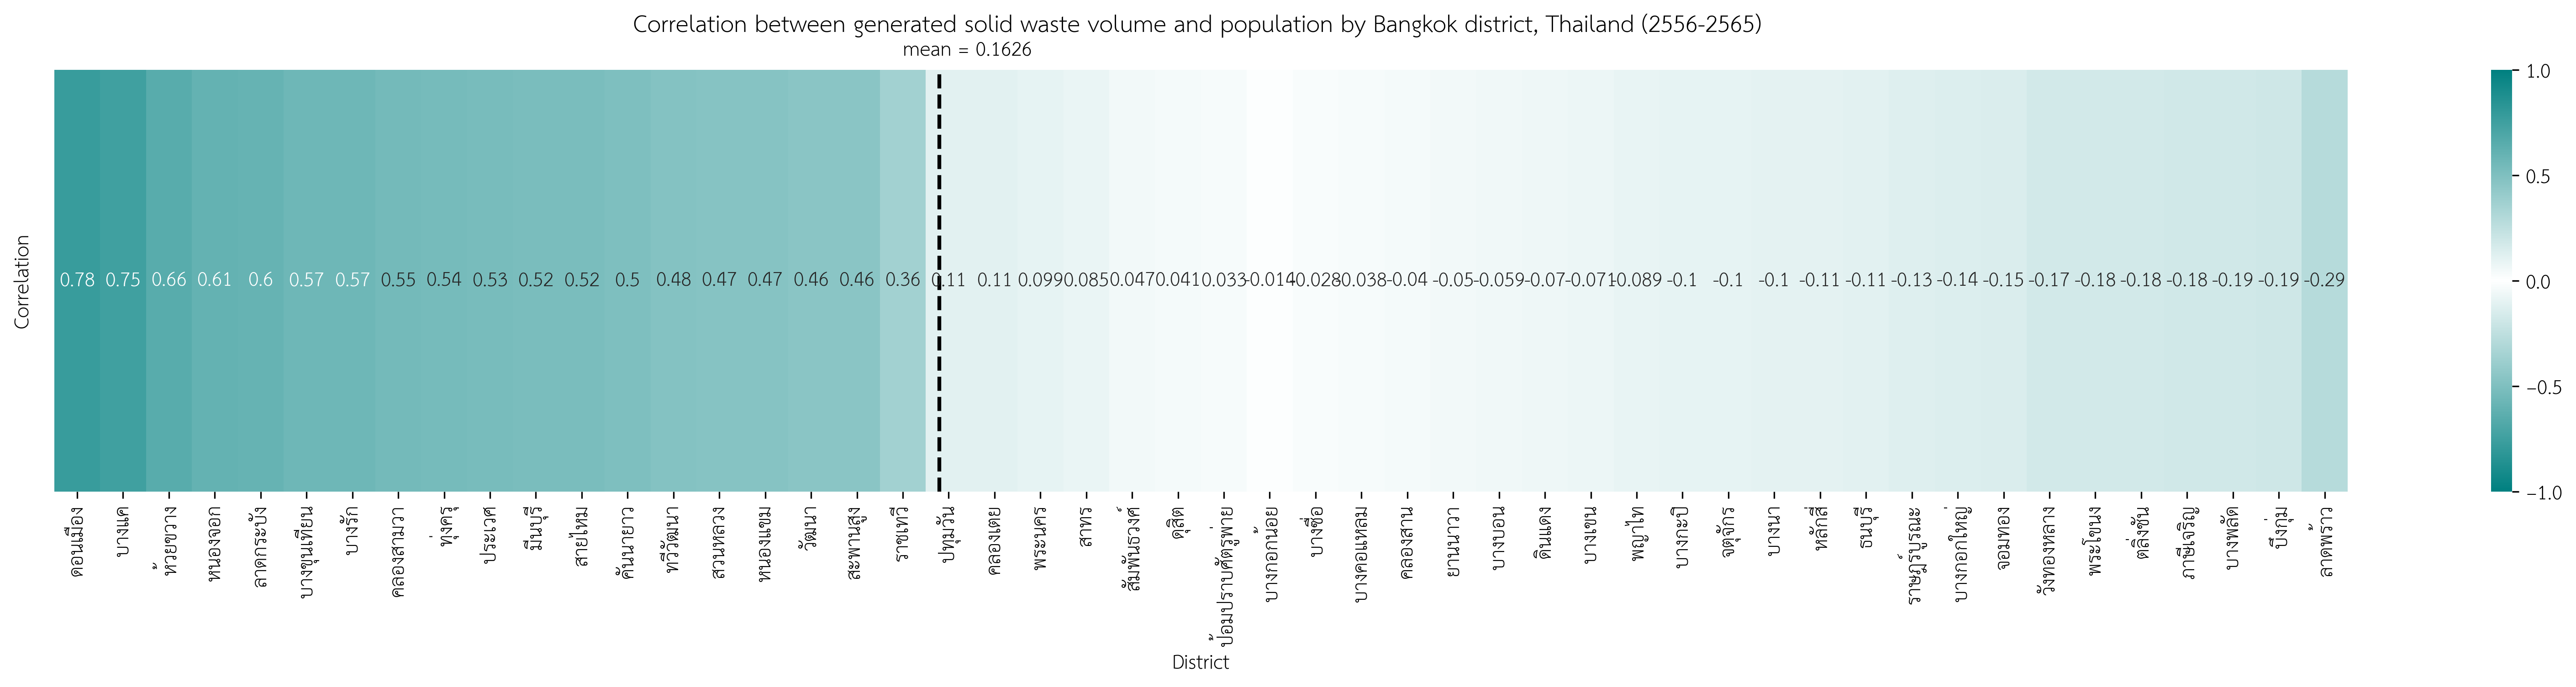 Correlation between generated solid waste volume and population by Bangkok district, Thailand (2556-2565)
mean = 0.1626
Correlation
0.78 0.75 0.66 0.61 0.6 0.57 0.57 0.55 0.54 0.53 0.52 0.52 0.5 0.48 0.47 0.47 0.46 0.46 0.36 0.11 0.11 0.099 0.085 0.047 0.041 0.033 -0.014 -0.028 -0.038 -0.04 -0.05 -0.059 -0.07 -0.071 -0.089 -0.1 -0.1 -0.1 -0.11 -0.11 -0.13 -0.14 -0.15 -0.17 -0.18 -0.18 -0.18 -0.19 -0.19 -0.29
ดอนเมือง
บางแค
ห้วยขวาง
หนองจอก
ลาดกระบัง
บางขุนเทียน
บางรัก
คลองสามวา
ทุ่งครุ
ประเวศ
มีนบุรี
สายไหม
คันนายาว
ทวีวัฒนา
สวนหลวง
หนองแขม
วัฒนา
สะพานสูง
ราชเทวี
ปทุมวัน
คลองเตย
พระนคร
สาทร
สัมพันธวงศ์
ดุสิต
ป้อมปราบศัตรูพ่าย
บางกอกน้อย
บางซื่อ
บางคอแหลม
คลองสาน
ยานนาวา
บางบอน
ดินแดง
บางเขน
พญาไท
บางกะปิ
จตุจักร
บางนา
หลักสี่
ธนบุรี
ราษฎร์บูรณะ
บางกอกใหญ่
จอมทอง
วังทองหลาง
พระโขนง
ตลิ่งชัน
ภาษีเจริญ
บางพลัด
บึงกุ่ม
ลาดพร้าว
District
1.0
0.5
0.0
−0.5
−1.0